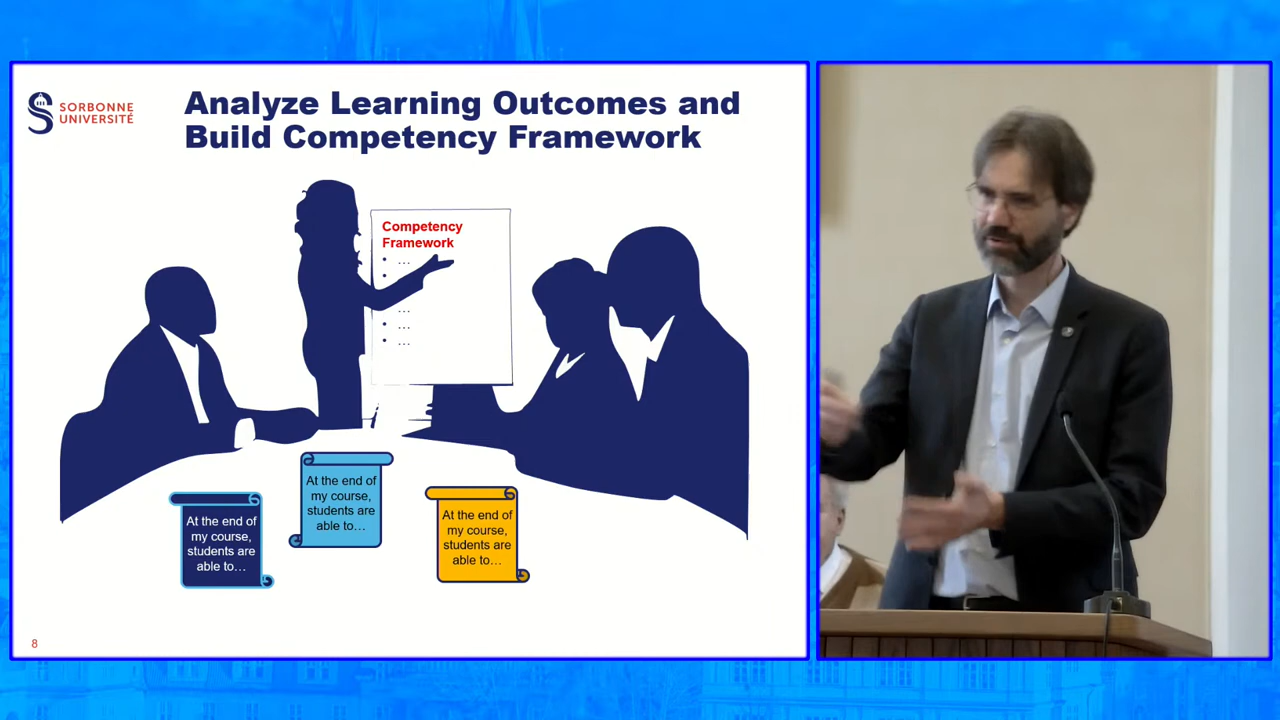 SORBONNE
UNIVERSITÉ
Analyze Learning Outcomes and
Build Competency Framework
Competency
Framework
• ...
•
...
• ...
• ...
At the end of
my course,
students are
able to...
At the end of
my course,
students are
able to...
At the end of
my course,
students are
able to...
8